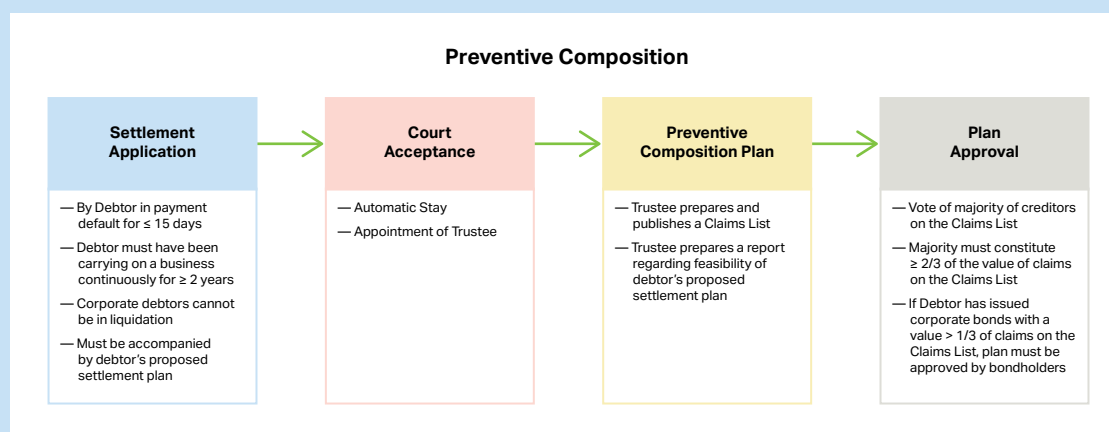 Preventive Composition
Settlement
Application
— By Debtor in payment
default for ≤ 15 days
— Debtor must have been
carrying on a business
continuously for ≥ 2 years
— Corporate debtors cannot
be in liquidation
— Must be accompanied
by debtor's proposed
settlement plan
Court
Acceptance
— Automatic Stay
— Appointment of Trustee
Preventive
Composition Plan
— Trustee prepares and
publishes a Claims List
— Trustee prepares a report
regarding feasibility of
debtor's proposed
settlement plan
Plan
Approval
— Vote of majority of creditors
on the Claims List
— Majority must constitute
≥ 2/3 of the value of claims
on the Claims List
— If Debtor has issued
corporate bonds with a
value > 1/3 of claims on the
Claims List, plan must be
approved by bondholders